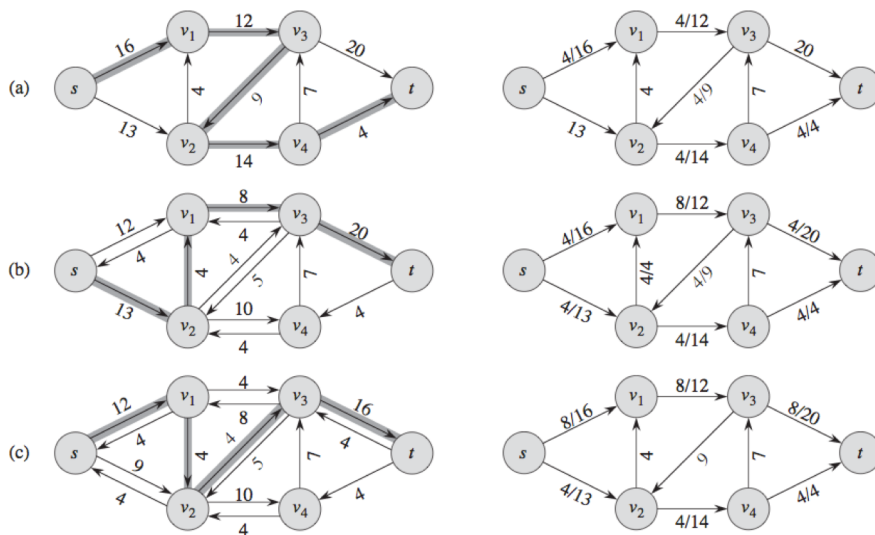 12 4/12
v1 v3 v1 v3
16 20 4/16 20
(a) s 4 9 7 t s 4 4/9 7 t
13 4 13 4/4
v2 v4 v2 v4
14 4/14
8 8/12
v1 v3 v1 v3
12 4 20 4/16 4/20
(b) s 4 4 4 5 7 t s 4/4 4/9 7 t
13 10 4 4/13 4/4
v2 v4 v2 v4
4 4/14
4 8/12
v1 v3 v1 v3
12 8 16 8/16 8/20
(c) s 4 4 4 5 7 4 t s 4 9 7 t
9 10 4 4/13 4/4
4 v2 v4 v2 v4
4 4/14